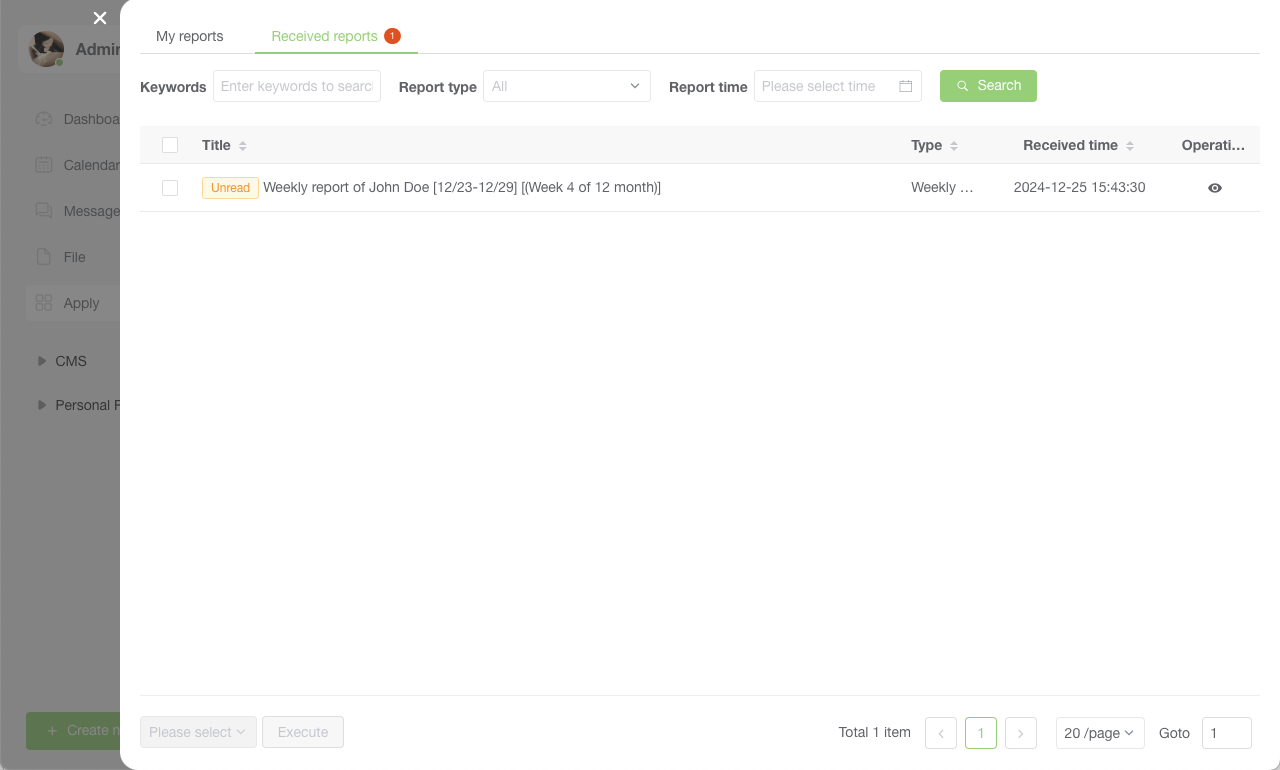 My reports
Received reports 1
Keywords Enter keywords to searc
Report type All
Report time Please select time
Search
Title Type Received time Operati...
Unread Weekly report of John Doe [12/23-12/29] [(Week 4 of 12 month)] Weekly ... 2024-12-25 15:43:30
Please select Execute
Total 1 item 1 20 /page Goto 1
Admin
Dashboa
Calendar
Message
File
Apply
CMS
Personal
Create